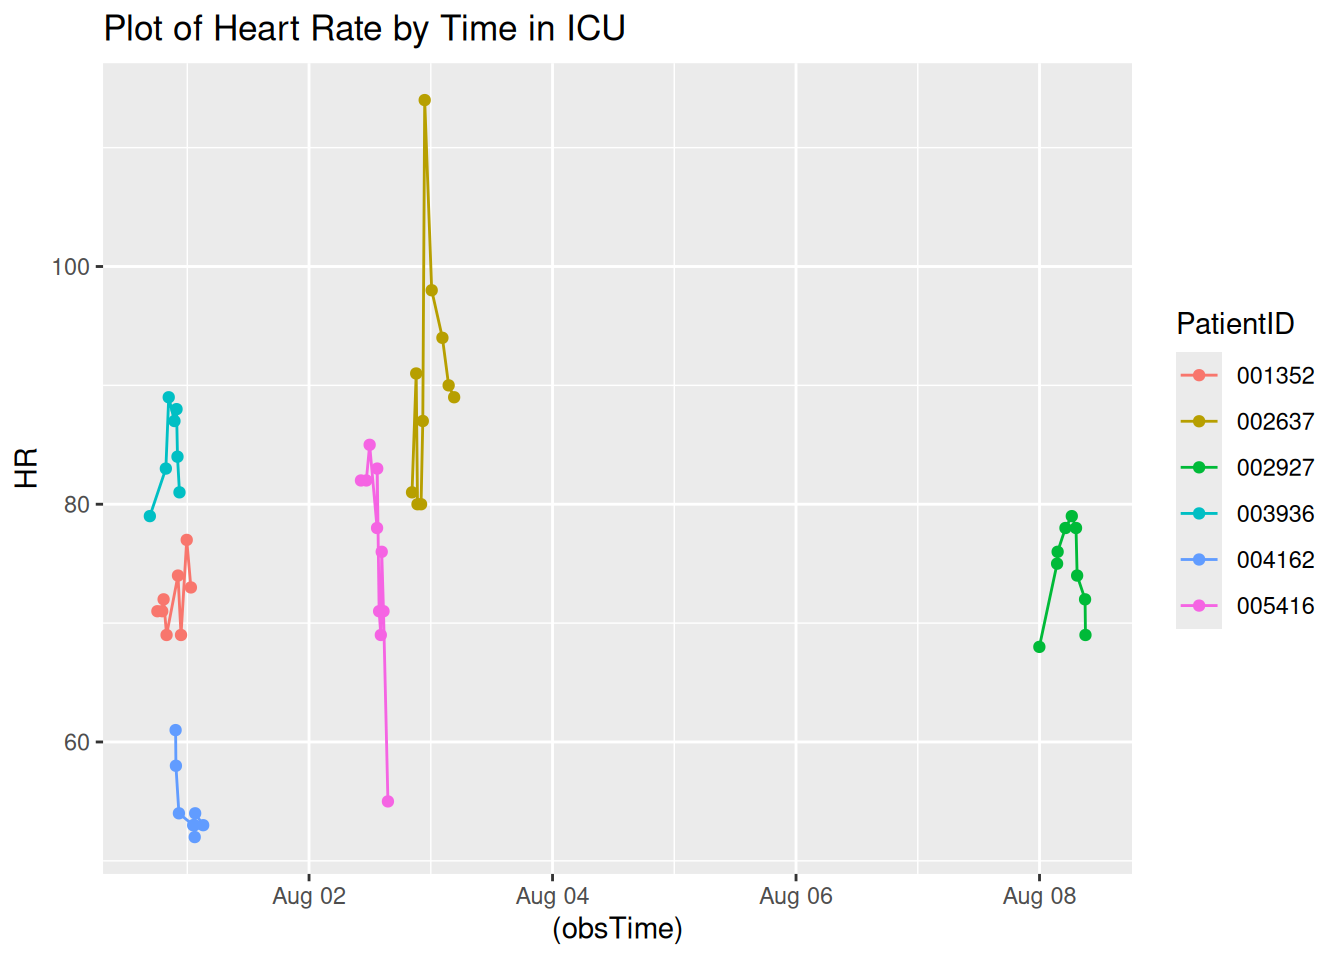 Plot of Heart Rate by Time in ICU
HR
100
80
60
Aug 02
Aug 04
Aug 06
Aug 08
(obsTime)
PatientID
001352
002637
002927
003936
004162
005416